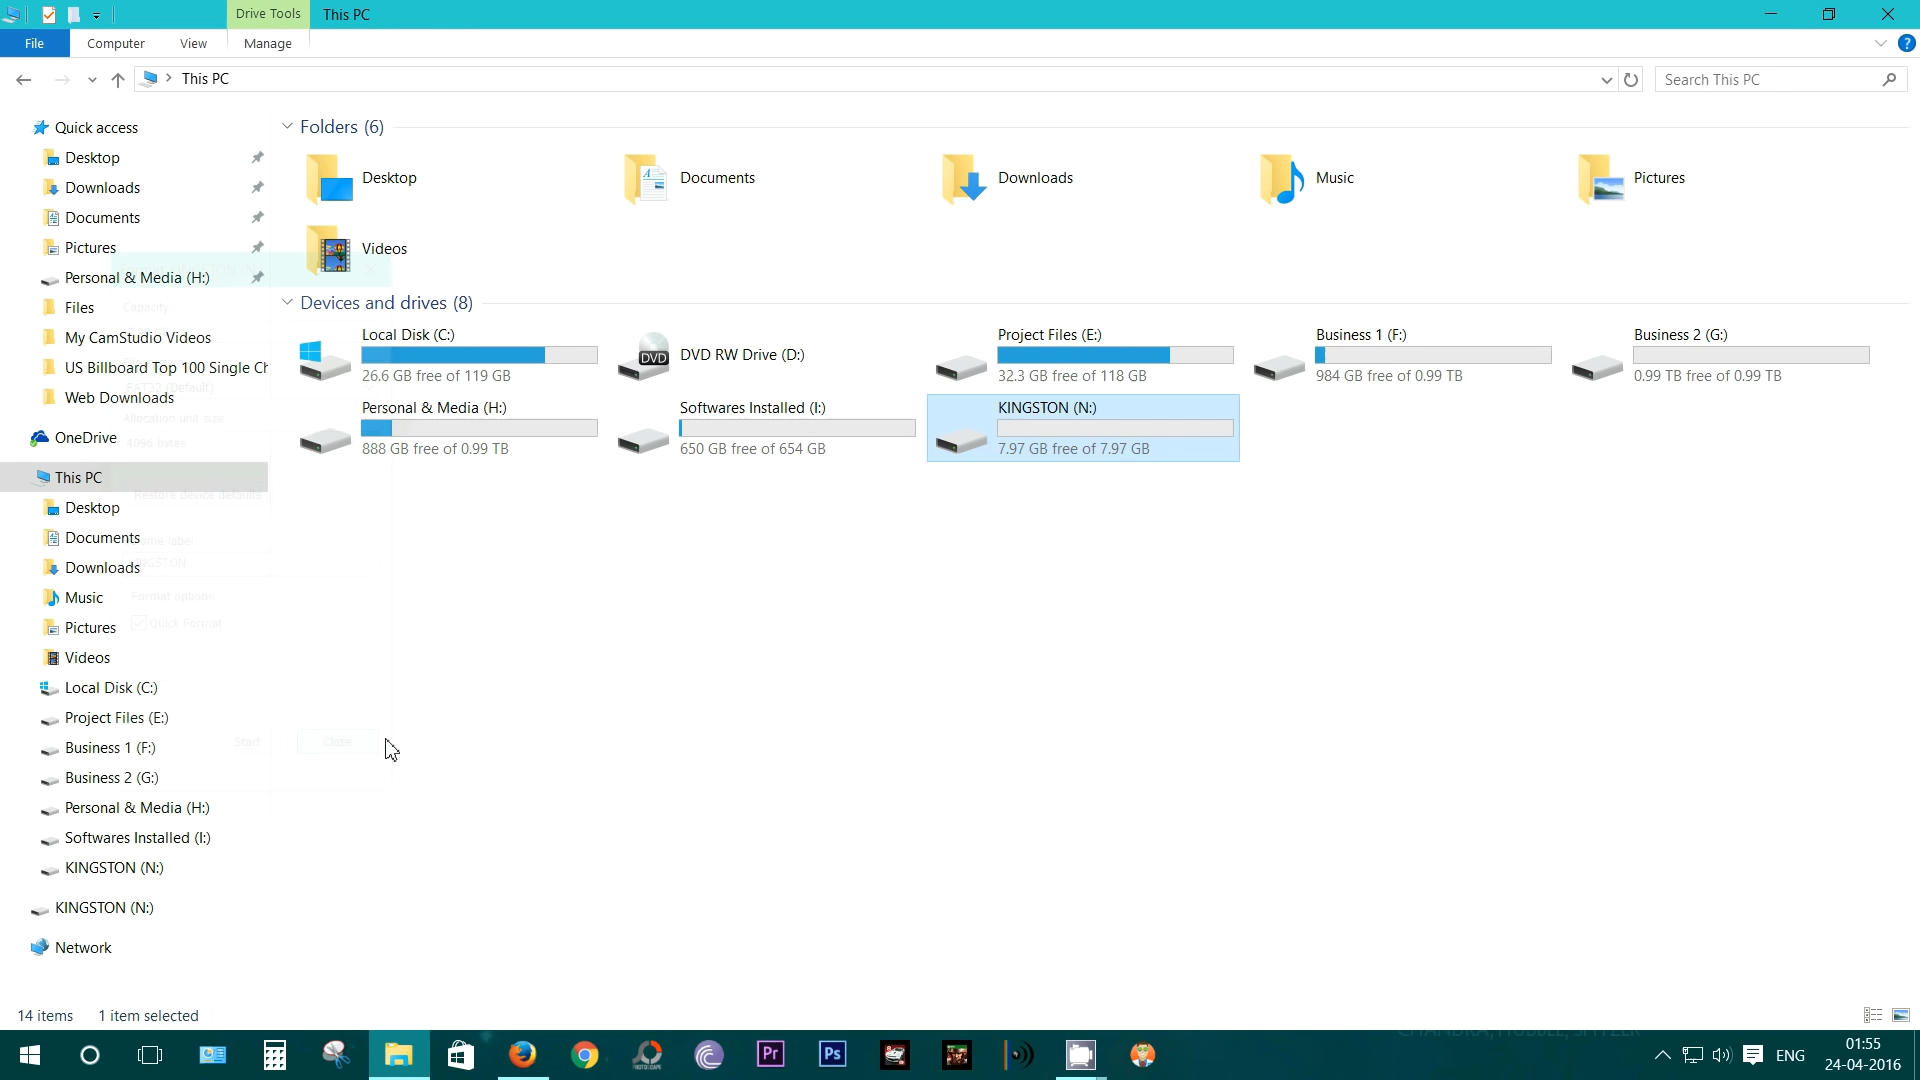 Drive Tools This PC
File Computer View Manage
This PC Search This PC
Quick access
Desktop
Downloads
Documents
Pictures
Personal & Media (H:)
Files
My CamStudio Videos
US Billboard Top 100 Single Ch
Web Downloads
OneDrive
This PC
Desktop
Documents
Downloads
Music
Pictures
Videos
Local Disk (C:)
Project Files (E:)
Business 1 (F:)
Business 2 (G:)
Personal & Media (H:)
Softwares Installed (I:)
KINGSTON (N:)
KINGSTON (N:)
Network
Capacity
FAT32 (Default)
Allocation unit size
4096 bytes
Restore device defaults
label
KINGSTON
Format options
Quick Format
Start Close
Folders (6)
Desktop
Documents
Downloads
Music
Pictures
Videos
Devices and drives (8)
Local Disk (C:)
26.6 GB free of 119 GB
DVD RW Drive (D:)
DVD
Project Files (E:)
32.3 GB free of 118 GB
Business 1 (F:)
984 GB free of 0.99 TB
Business 2 (G:)
0.99 TB free of 0.99 TB
Personal & Media (H:)
888 GB free of 0.99 TB
Softwares Installed (I:)
650 GB free of 654 GB
KINGSTON (N:)
7.97 GB free of 7.97 GB
14 items 1 item selected
Pr
Ps
ENG
01:55
24-04-2016